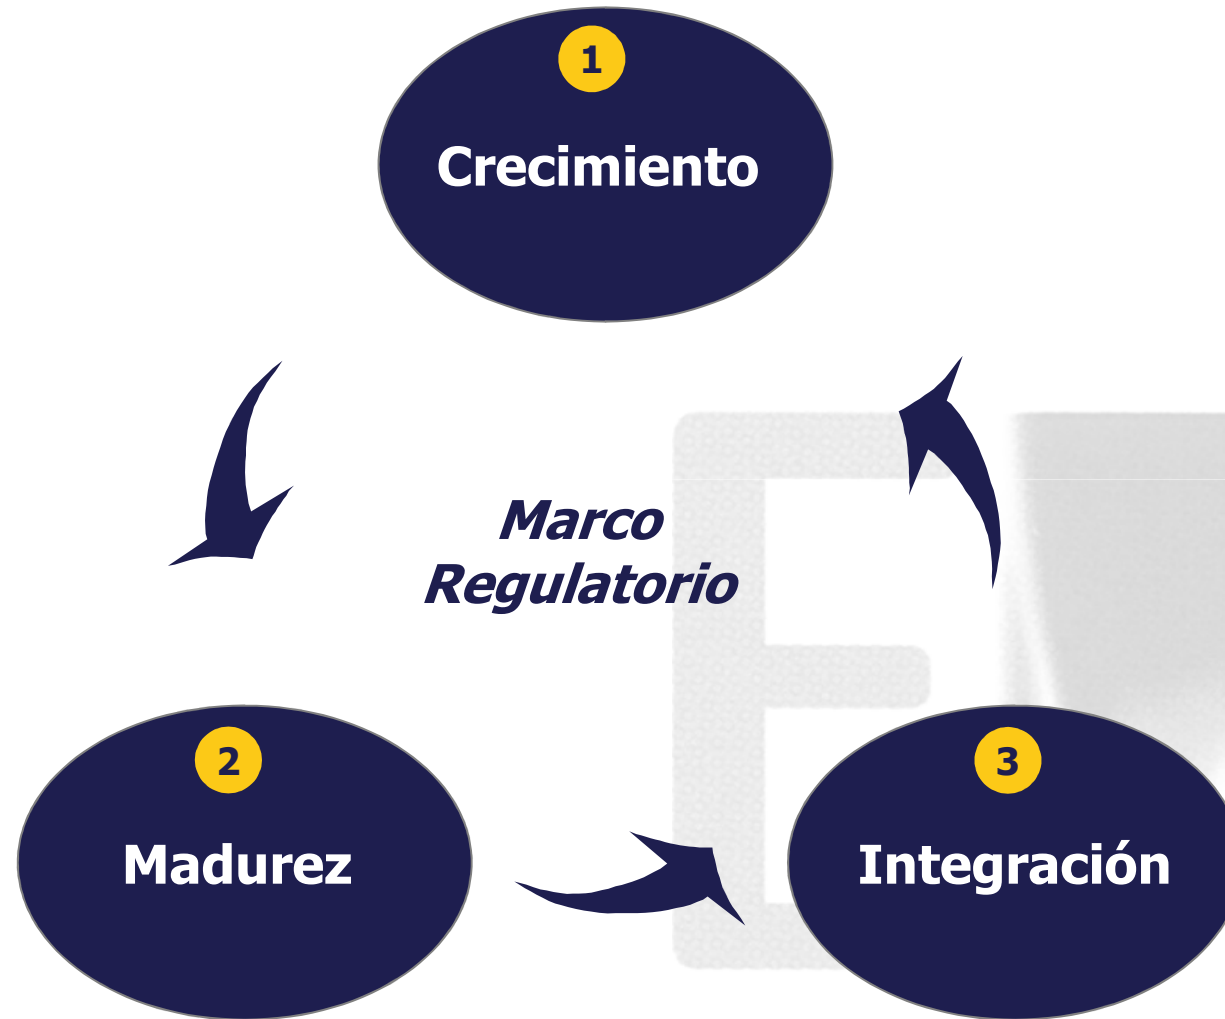 1
Crecimiento
Marco
Regulatorio
2
Madurez
3
Integración